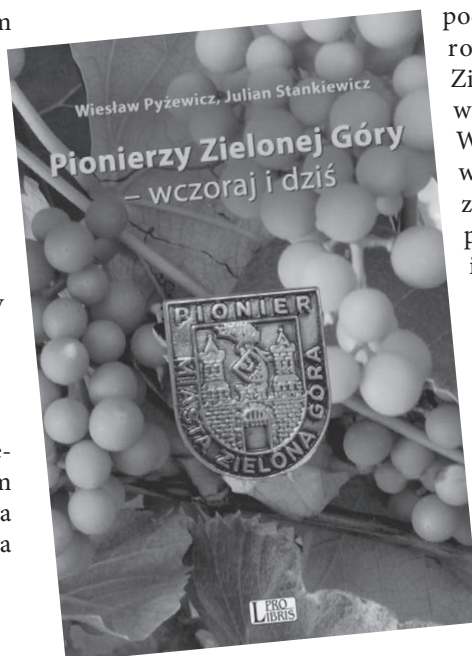 Wiesław Pyżewicz, Julian Stankiewicz
Pionierzy Zielonej Góry
– wczoraj i dziś
PIONIER
MIASTA ZIELONA GÓRA
PRO
LIBRIS